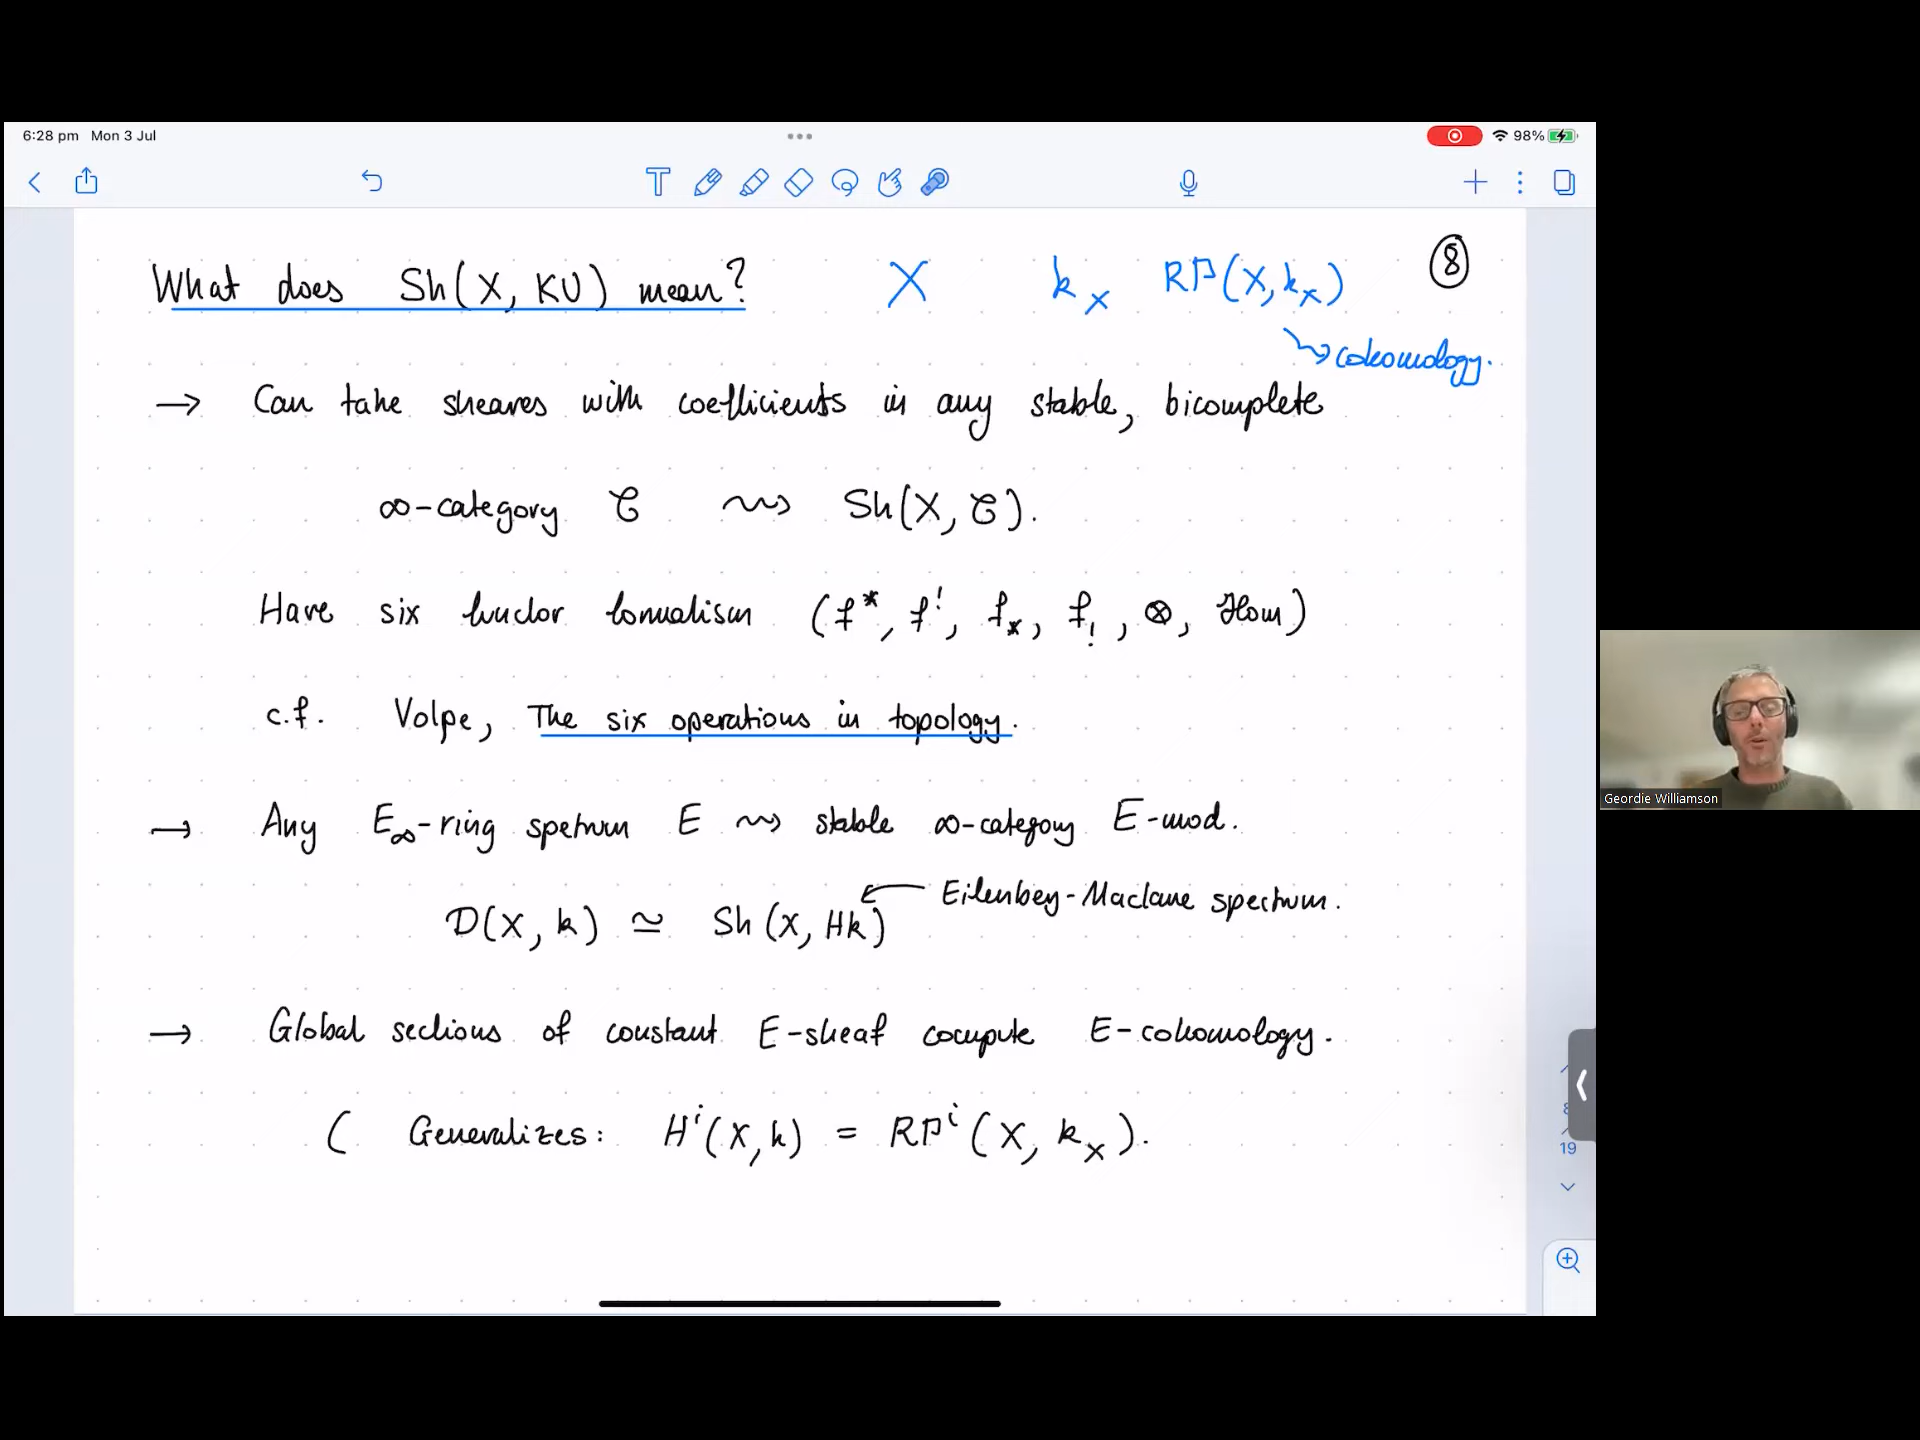 6:28 pm Mon 3 Jul
98%
What does Sh(X, KU) mean? X k_X RΓ(X, k_X) ⑧
⤳ cohomology.
→ Can take sheaves with coefficients in any stable, bicomplete
∞-category 𝒞 ⤳ Sh(X, 𝒞).
Have six functor formalism (f*, f^!, f_*, f_!, ⊗, ℋom)
c.f. Volpe, The six operations in topology.
→ Any E_∞-ring spetrum E ⤳ stable ∞-category E-mod.
D(X, k) ≃ Sh(X, Hk) ← Eilenberg-Maclane spectrum.
→ Global sections of constant E-sheaf compute E-cohomology.
( Generalizes: H^i(X, k) = RΓ^i(X, k_X).
8
19
Geordie Williamson